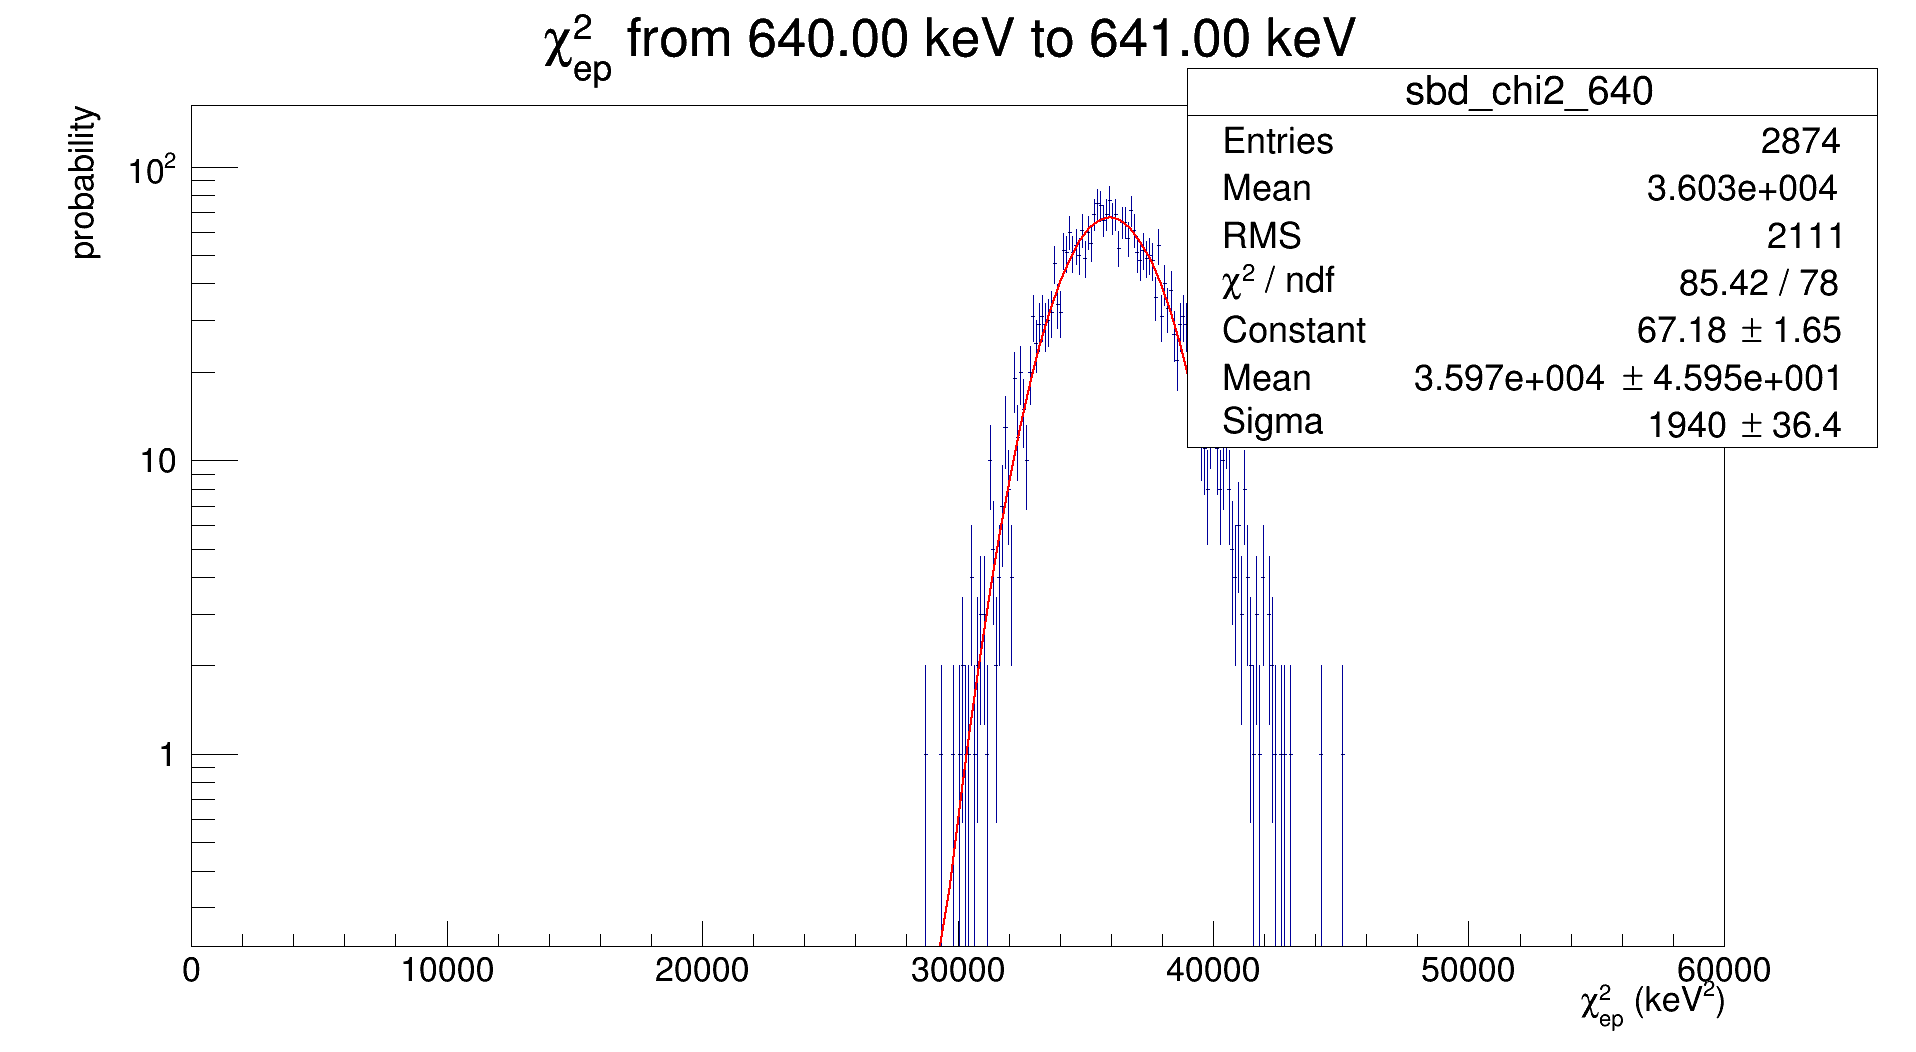 χ²ep from 640.00 keV to 641.00 keV
sbd_chi2_640
Entries 2874
Mean 3.603e+004
RMS 2111
χ² / ndf 85.42 / 78
Constant 67.18 ± 1.65
Mean 3.597e+004 ± 4.595e+001
Sigma 1940 ± 36.4
probability
10²
10
1
0 10000 20000 30000 40000 50000 60000
χ²ep (keV²)